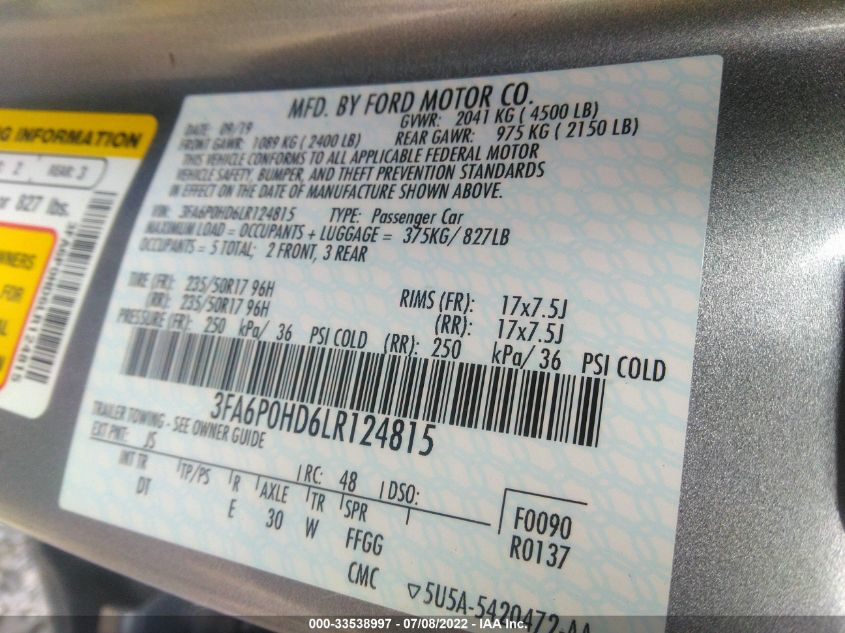 MFD. BY FORD MOTOR CO.
DATE: 09/19
GVWR: 2041 KG ( 4500 LB)
FRONT GAWR: 1089 KG ( 2400 LB)
REAR GAWR: 975 KG ( 2150 LB)
THIS VEHICLE CONFORMS TO ALL APPLICABLE FEDERAL MOTOR
VEHICLE SAFETY, BUMPER, AND THEFT PREVENTION STANDARDS
IN EFFECT ON THE DATE OF MANUFACTURE SHOWN ABOVE.
VIN: 3FA6P0HD6LR124815 TYPE: Passenger Car
MAXIMUM LOAD = OCCUPANTS + LUGGAGE = 375KG/ 827LB
OCCUPANTS = 5 TOTAL; 2 FRONT, 3 REAR
TIRE (FR): 235/50R17 96H RIMS (FR): 17x7.5J
(RR): 235/50R17 96H (RR): 17x7.5J
PRESSURE (FR): 250 kPa/ 36 PSI COLD (RR): 250 kPa/ 36 PSI COLD
3FA6P0HD6LR124815
TRAILER TOWING - SEE OWNER GUIDE
EXT PNT: JS RC: 48 DSO:
INT TR TP/PS R AXLE TR SPR
DT E 30 W FFGG
CMC
F0090
R0137
5U5A-5420472-AA
INFORMATION
2 REAR: 3
or 827 lbs.
OWNERS
FOR
3FA6P0HD6LR124815
000-33538997 - 07/08/2022 - IAA Inc.